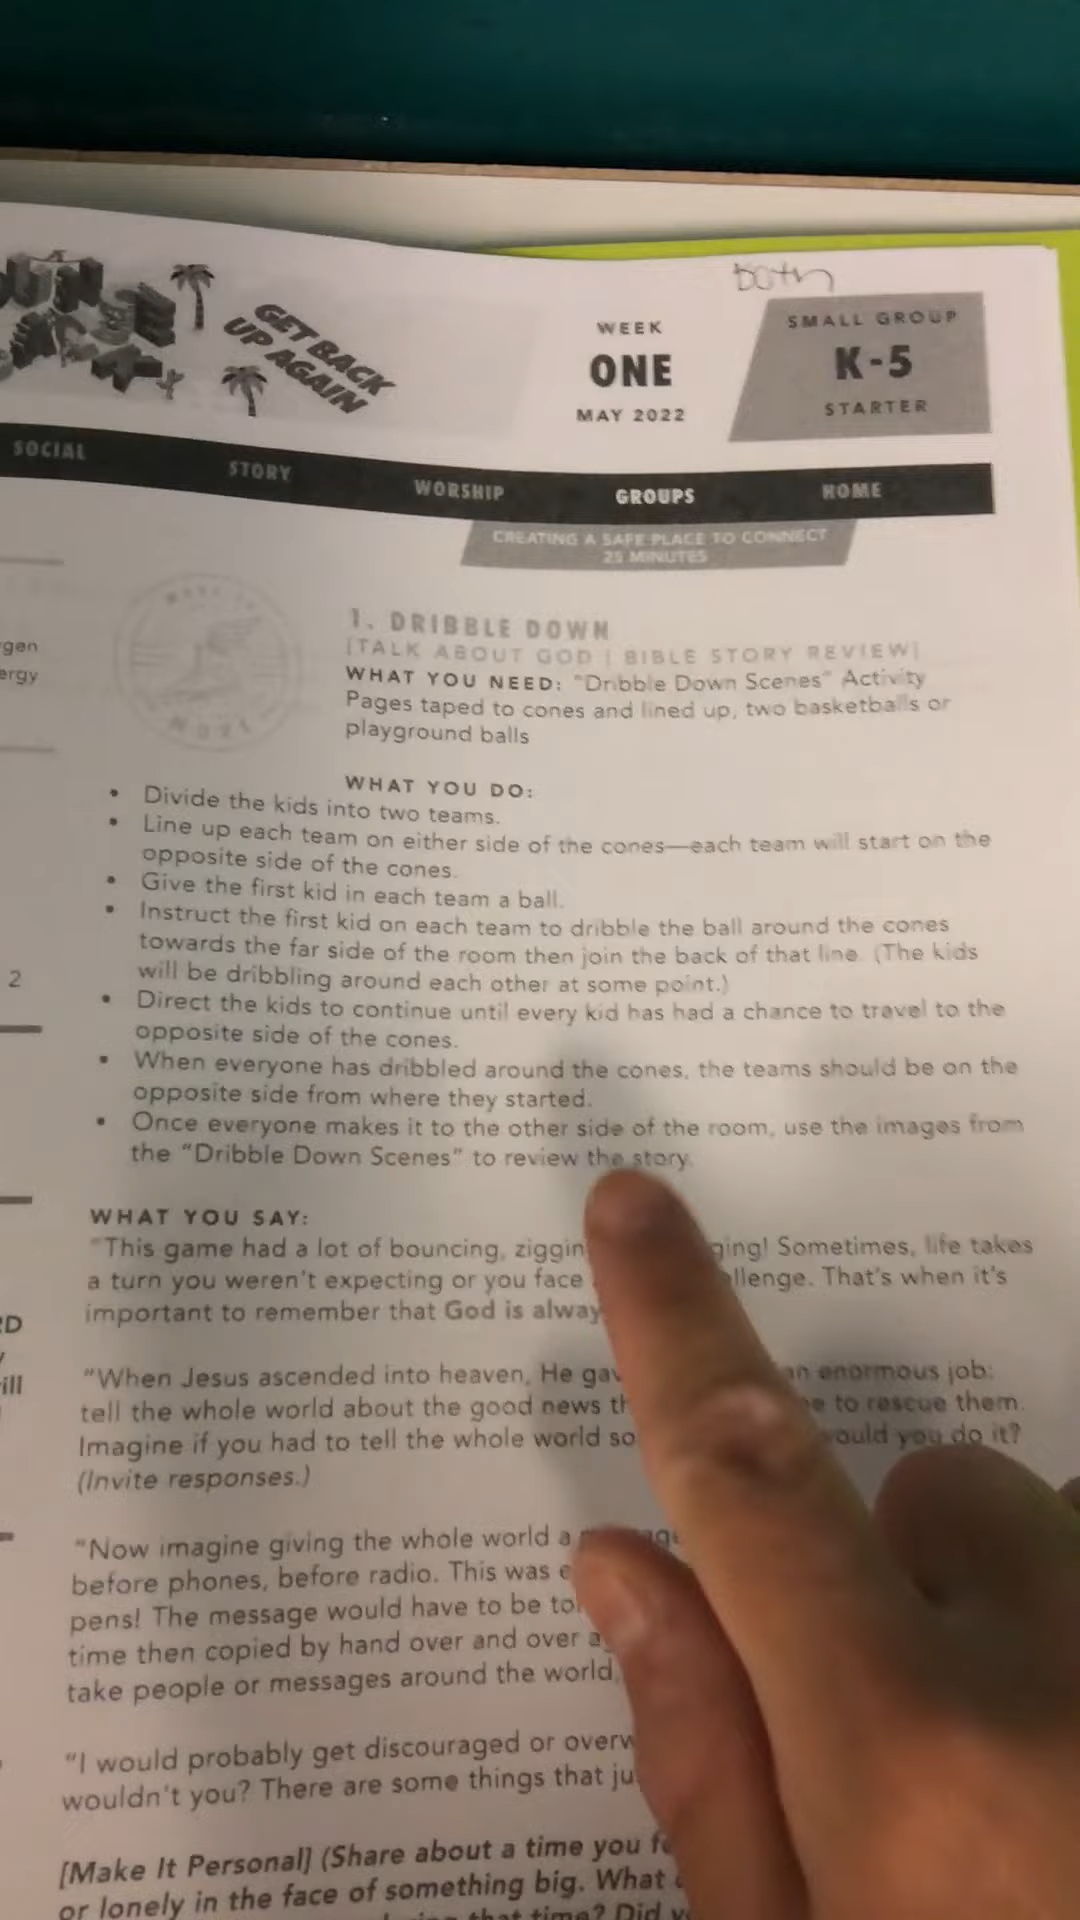 both
GET BACK
UP AGAIN
WEEK
ONE
MAY 2022
SMALL GROUP
K-5
STARTER
SOCIAL
STORY
WORSHIP
GROUPS
HOME
CREATING A SAFE PLACE TO CONNECT
25 MINUTES
gen
ergy
1. DRIBBLE DOWN
[TALK ABOUT GOD | BIBLE STORY REVIEW]
WHAT YOU NEED: "Dribble Down Scenes" Activity
Pages taped to cones and lined up, two basketballs or
playground balls
WHAT YOU DO:
• Divide the kids into two teams.
• Line up each team on either side of the cones—each team will start on the
opposite side of the cones.
• Give the first kid in each team a ball.
• Instruct the first kid on each team to dribble the ball around the cones
towards the far side of the room then join the back of that line. (The kids
will be dribbling around each other at some point.)
2
• Direct the kids to continue until every kid has had a chance to travel to the
opposite side of the cones.
• When everyone has dribbled around the cones, the teams should be on the
opposite side from where they started.
• Once everyone makes it to the other side of the room, use the images from
the "Dribble Down Scenes" to review the story.
WHAT YOU SAY:
"This game had a lot of bouncing, ziggin ging! Sometimes, life takes
a turn you weren't expecting or you face llenge. That's when it's
important to remember that God is alway
RD
ill
"When Jesus ascended into heaven, He gav an enormous job:
tell the whole world about the good news th e to rescue them.
Imagine if you had to tell the whole world so would you do it?
(Invite responses.)
"Now imagine giving the whole world a
before phones, before radio. This was
pens! The message would have to be tol
time then copied by hand over and over
take people or messages around the world,
"I would probably get discouraged or overw
wouldn't you? There are some things that ju
[Make It Personal] (Share about a time you f
or lonely in the face of something big. What
that time? Did